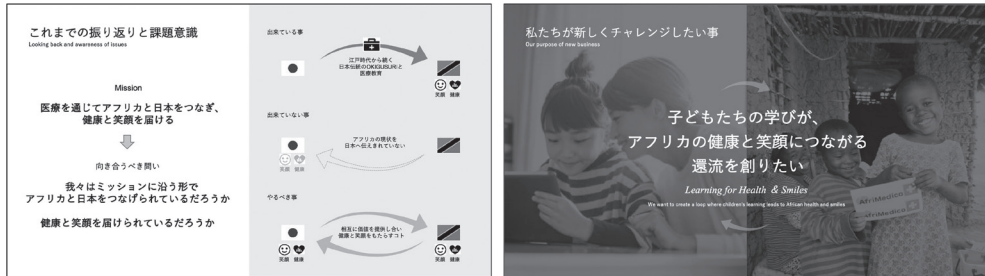 これまでの振り返りと課題意識
Looking back and awareness of issues
Mission
医療を通じてアフリカと日本をつなぎ、
健康と笑顔を届ける
向き合うべき問い
我々はミッションに沿う形で
アフリカと日本をつなげられているだろうか
健康と笑顔を届けられているだろうか
出来ている事
江戸時代から続く
日本伝統のOKIGUSURIと
医療教育
笑顔 健康
出来ていない事
アフリカの現状を
日本へ伝えきれていない
笑顔 健康
やるべき事
相互に価値を提供し合い
健康と笑顔をもたらすコト
笑顔 健康
笑顔 健康
私たちが新しくチャレンジしたい事
Our purpose of new business
子どもたちの学びが、
アフリカの健康と笑顔につながる
還流を創りたい
Learning for Health & Smiles
We want to create a loop where children's learning leads to African health and smiles
AfriMedico
AfriMedico